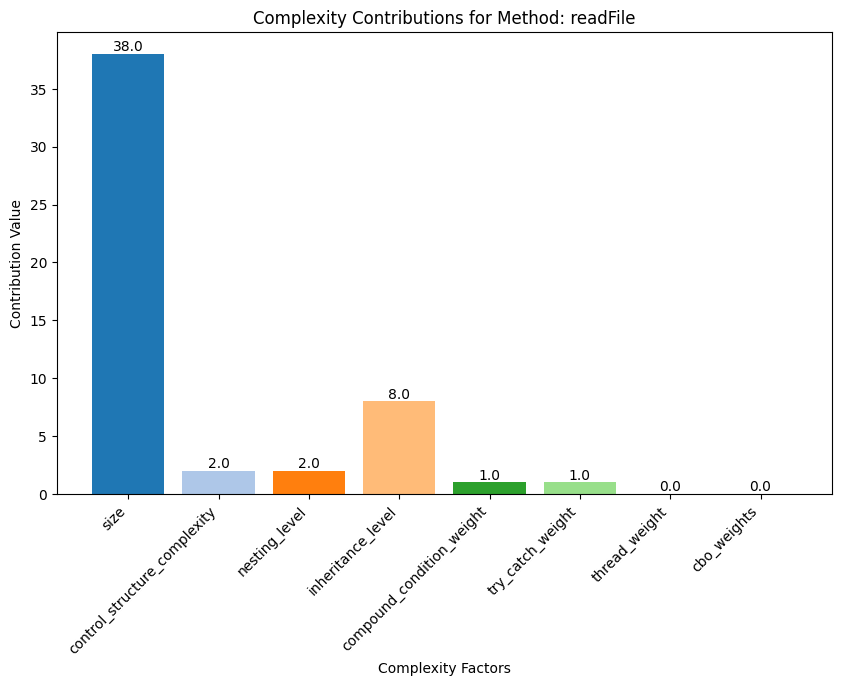 Complexity Contributions for Method: readFile
Contribution Value
35
30
25
20
15
10
5
0
38.0
2.0
2.0
8.0
1.0
1.0
0.0
0.0
size
control_structure_complexity
nesting_level
inheritance_level
compound_condition_weight
try_catch_weight
thread_weight
cbo_weights
Complexity Factors